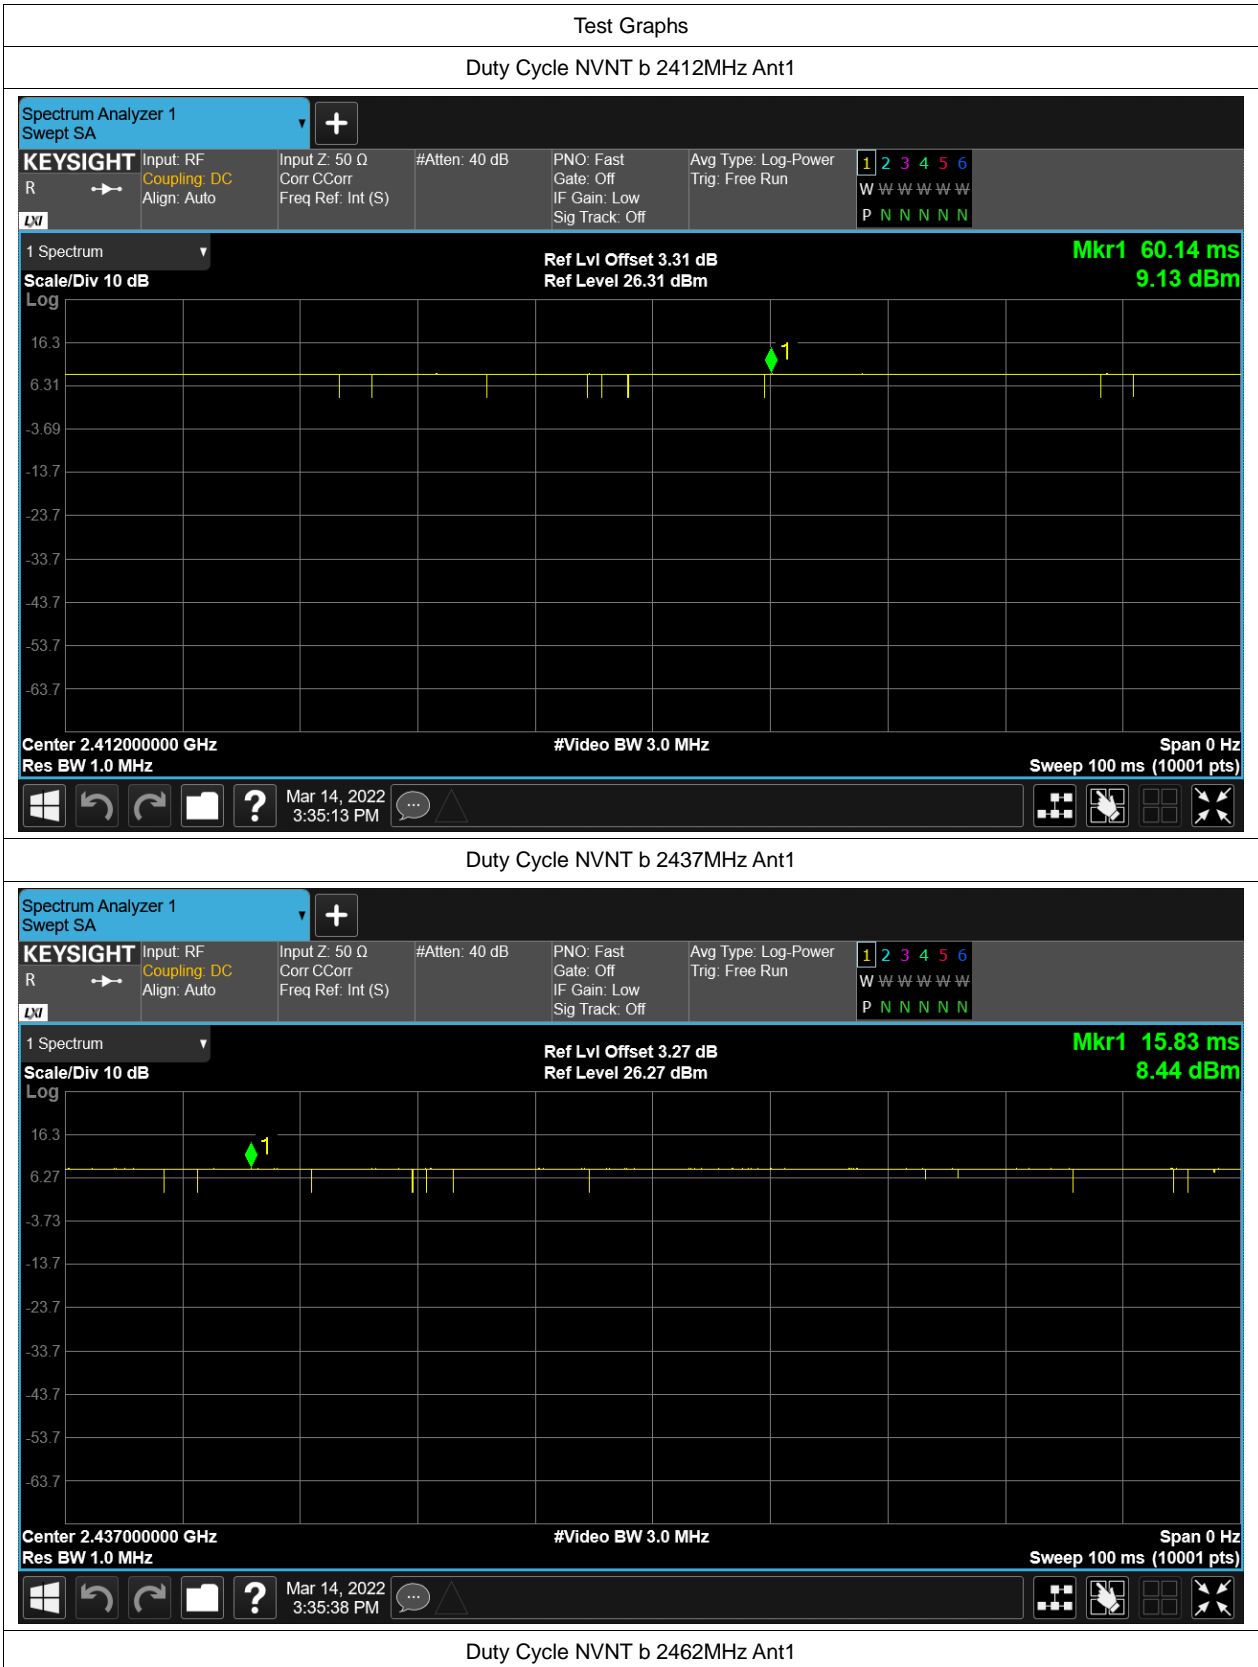 Test Graphs
Duty Cycle NVNT b 2412MHz Ant1
Spectrum Analyzer 1
Swept SA
KEYSIGHT Input: RF Input Z: 50 Ω #Atten: 40 dB PNO: Fast Avg Type: Log-Power 1 2 3 4 5 6
R Coupling: DC Corr CCorr Gate: Off Trig: Free Run
Align: Auto Freq Ref: Int (S) IF Gain: Low W W W W W W
LXI Sig Track: Off P N N N N N
1 Spectrum Ref Lvl Offset 3.31 dB Mkr1 60.14 ms
Scale/Div 10 dB Ref Level 26.31 dBm 9.13 dBm
Log
16.3 1
6.31
-3.69
-13.7
-23.7
-33.7
-43.7
-53.7
-63.7
Center 2.412000000 GHz #Video BW 3.0 MHz Span 0 Hz
Res BW 1.0 MHz Sweep 100 ms (10001 pts)
? Mar 14, 2022
3:35:13 PM
Duty Cycle NVNT b 2437MHz Ant1
Spectrum Analyzer 1
Swept SA
KEYSIGHT Input: RF Input Z: 50 Ω #Atten: 40 dB PNO: Fast Avg Type: Log-Power 1 2 3 4 5 6
R Coupling: DC Corr CCorr Gate: Off Trig: Free Run
Align: Auto Freq Ref: Int (S) IF Gain: Low W W W W W W
LXI Sig Track: Off P N N N N N
1 Spectrum Ref Lvl Offset 3.27 dB Mkr1 15.83 ms
Scale/Div 10 dB Ref Level 26.27 dBm 8.44 dBm
Log
16.3 1
6.27
-3.73
-13.7
-23.7
-33.7
-43.7
-53.7
-63.7
Center 2.437000000 GHz #Video BW 3.0 MHz Span 0 Hz
Res BW 1.0 MHz Sweep 100 ms (10001 pts)
? Mar 14, 2022
3:35:38 PM
Duty Cycle NVNT b 2462MHz Ant1